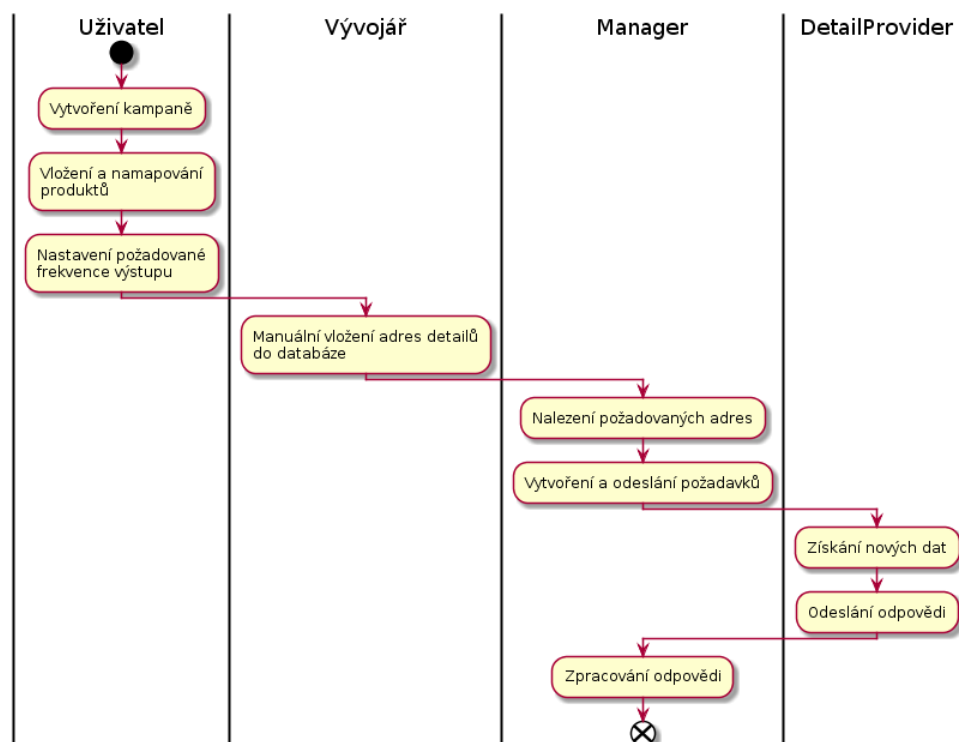 Uživatel
Vývojář
Manager
DetailProvider
Vytvoření kampaně
Vložení a namapování
produktů
Nastavení požadované
frekvence výstupu
Manuální vložení adres detailů
do databáze
Nalezení požadovaných adres
Vytvoření a odeslání požadavků
Získání nových dat
Odeslání odpovědi
Zpracování odpovědi